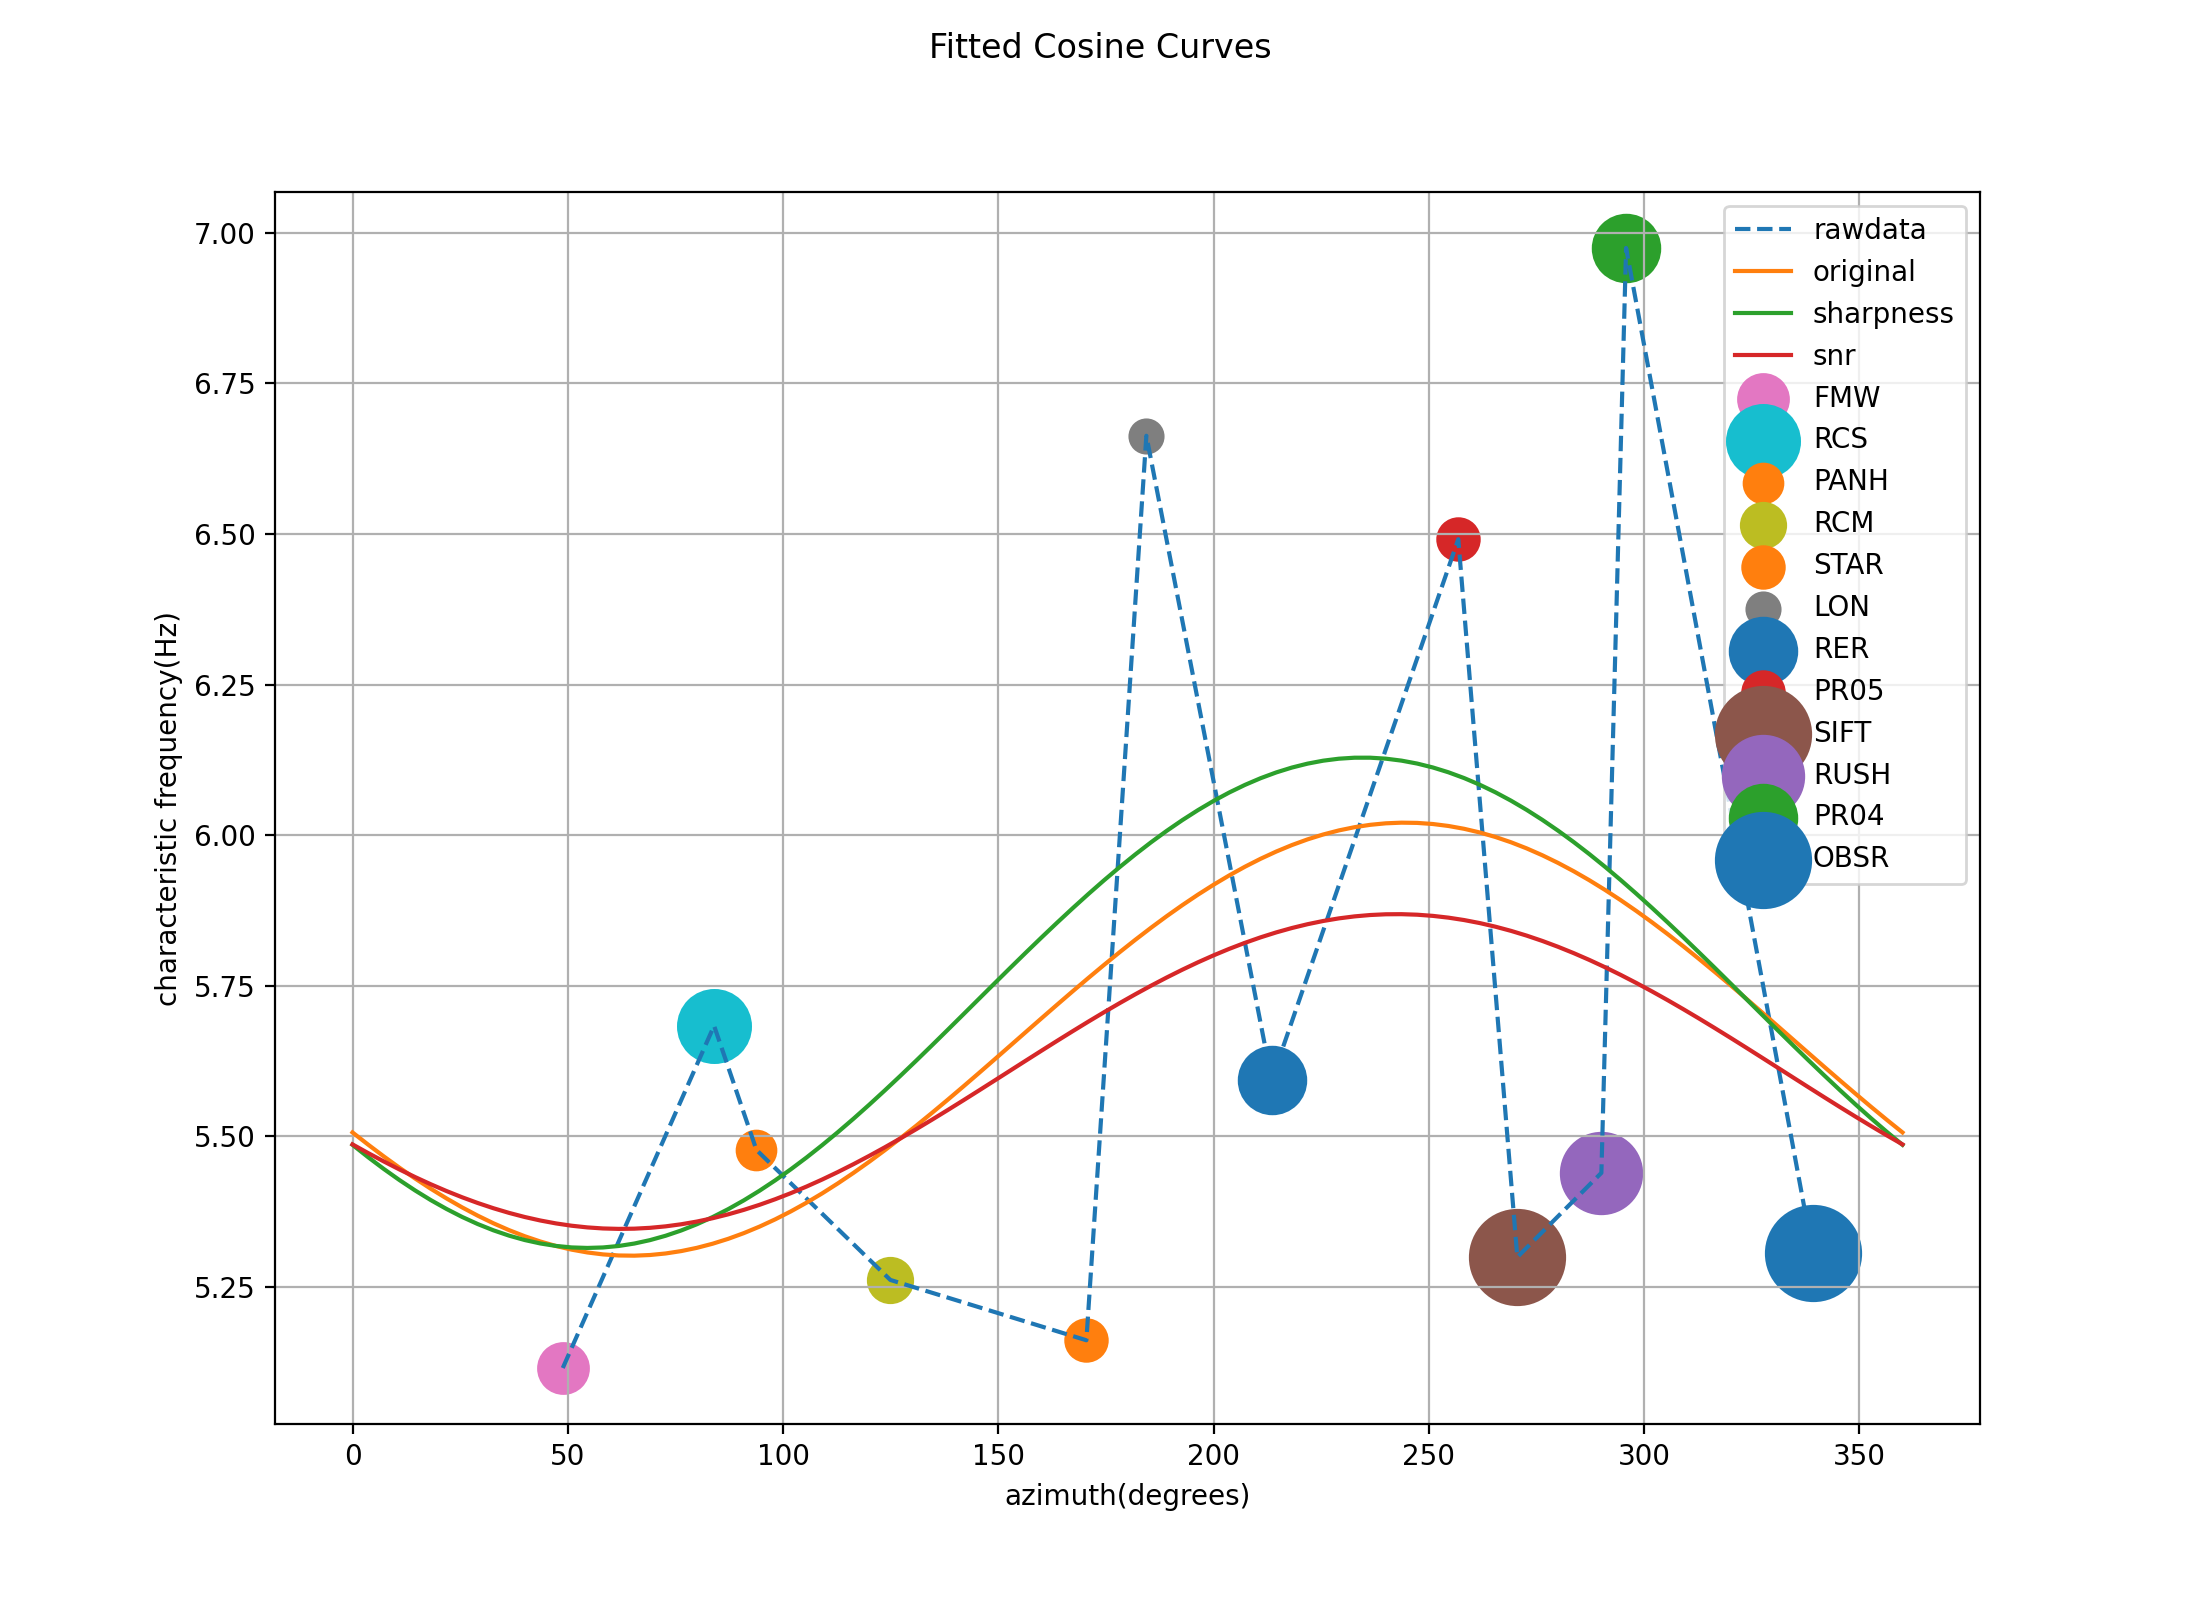 Fitted Cosine Curves
7.00
6.75
6.50
6.25
6.00
5.75
5.50
5.25
characteristic frequency(Hz)
rawdata
original
sharpness
snr
FMW
RCS
PANH
RCM
STAR
LON
RER
PR05
SIFT
RUSH
PR04
OBSR
0 50 100 150 200 250 300 350
azimuth(degrees)